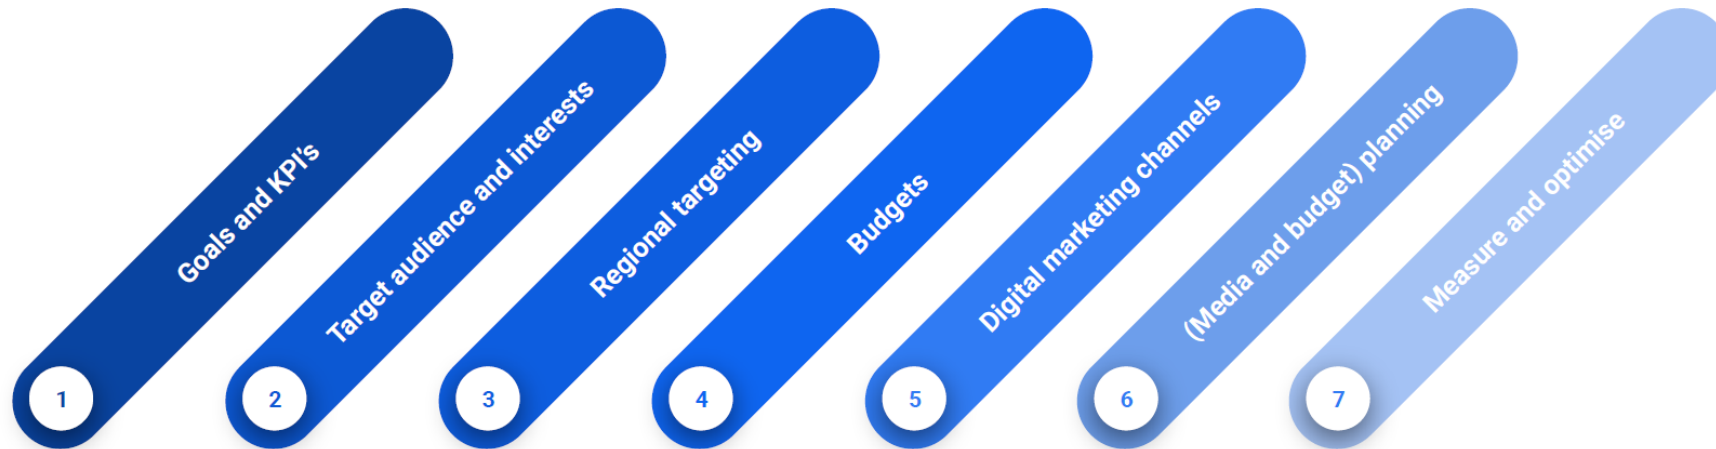 Goals and KPI's
1
Target audience and interests
2
Regional targeting
3
Budgets
4
Digital marketing channels
5
(Media and budget) planning
6
Measure and optimise
7